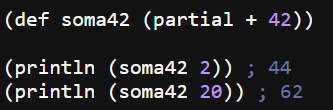 (def soma42 (partial + 42))
(println (soma42 2)) ; 44
(println (soma42 20)) ; 62